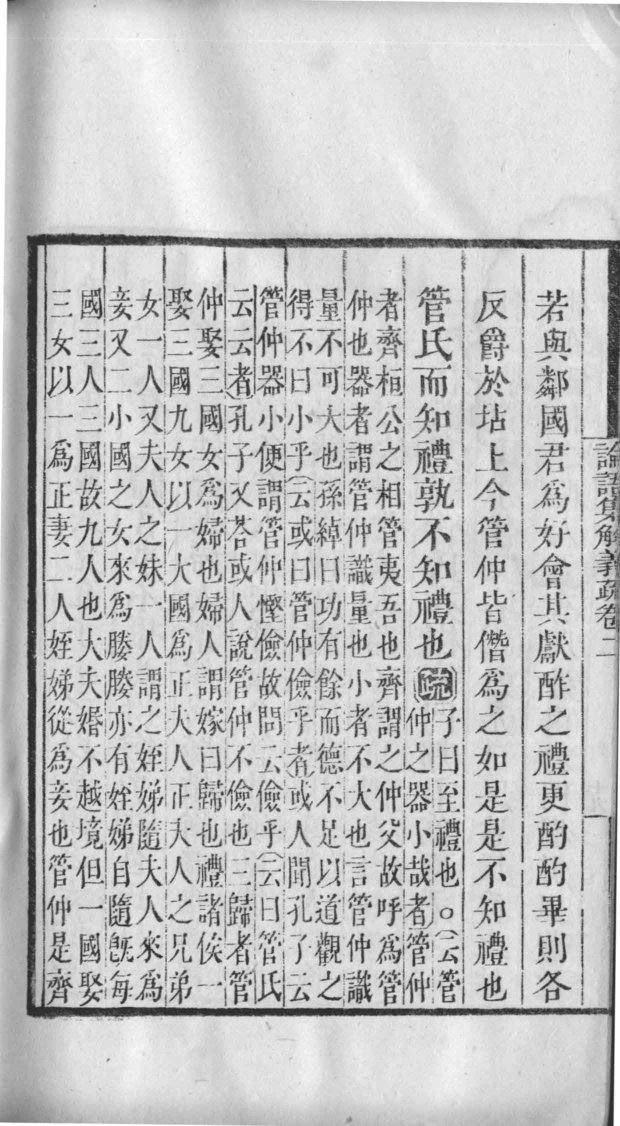 論語集解義疏卷二
若與鄰國君爲好會其獻酢之禮更酌酌畢則各
反爵於坫上今管仲皆僭爲之如是是不知禮也
管氏而知禮孰不知禮也疏子曰至禮也○云管
仲之器小哉者管仲
者齊桓公之相管夷吾也齊謂之仲父故呼爲管
仲也器者謂管仲識量也小者不大也言管仲識
量不可大也孫綽曰功有餘而德不足以道觀之
得不曰小乎云或曰管仲儉乎者或人聞孔子云
管仲器小便謂管仲慳儉故問云儉乎云曰管氏
云云者孔子又荅或人說管仲不儉也三歸者管
仲娶三國女爲婦也婦人謂嫁曰歸也禮諸侯一
娶三國九女以一大國爲正夫人正夫人之兄弟
女一人又夫人之妹一人謂之姪娣隨夫人來爲
妾又二小國之女來爲媵媵亦有姪娣自隨旣每
國三人三國故九人也大夫婚不越境但一國娶
三女以一爲正妻二人姪娣從爲妾也管仲是齊